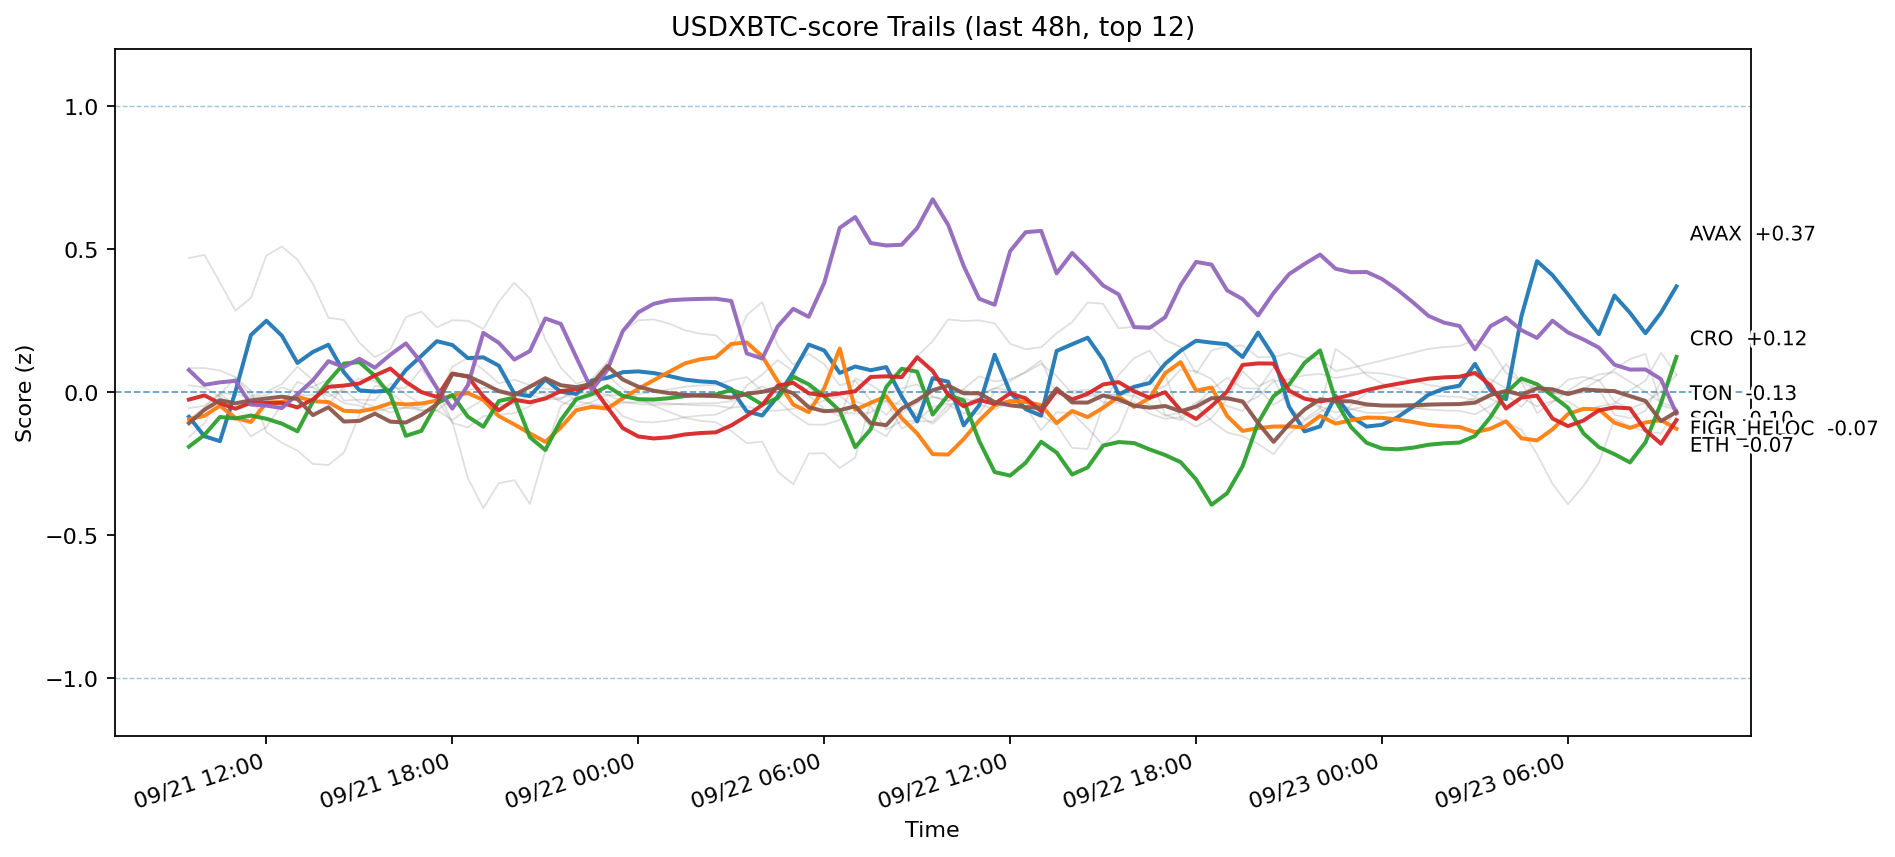 USDXBTC-score Trails (last 48h, top 12)
Score (z)
1.0
0.5
0.0
−0.5
−1.0
AVAX +0.37
CRO +0.12
TON -0.13
SOL -0.10
FIGR_HELOC -0.07
ETH -0.07
09/21 12:00
09/21 18:00
09/22 00:00
09/22 06:00
09/22 12:00
09/22 18:00
09/23 00:00
09/23 06:00
Time